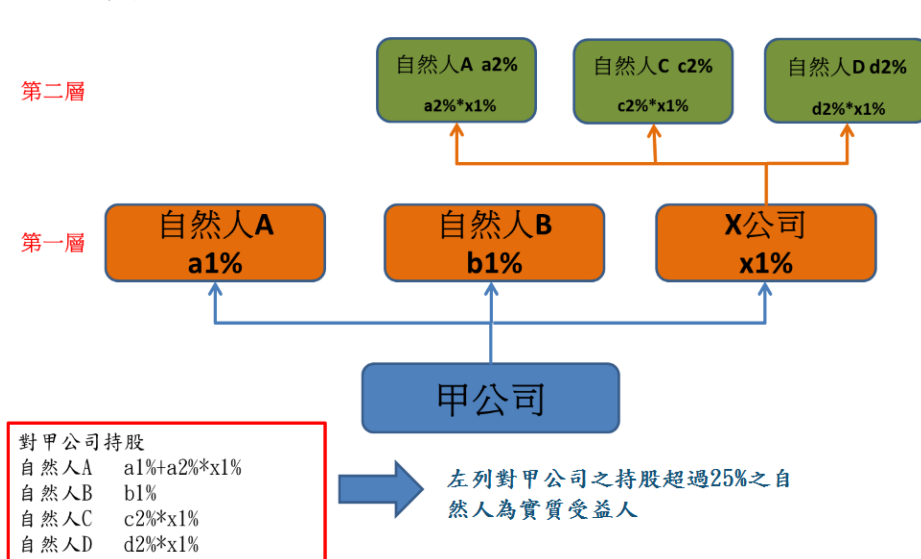 自然人A a2%
a2%*x1%
自然人C c2%
c2%*x1%
自然人D d2%
d2%*x1%
第二層
自然人A
a1%
自然人B
b1%
X公司
x1%
第一層
甲公司
對甲公司持股
自然人A a1%+a2%*x1%
自然人B b1%
自然人C c2%*x1%
自然人D d2%*x1%
左列對甲公司之持股超過25%之自
然人為實質受益人